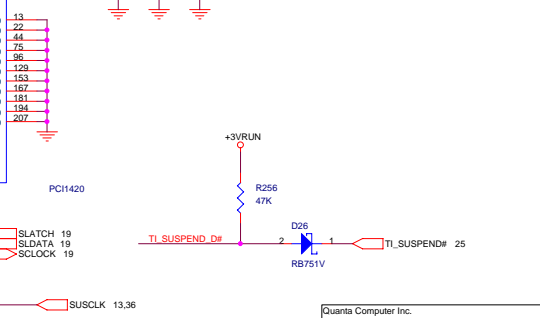 13
22
44
75
96
129
153
167
181
194
207
+3VRUN
PCI1420
R256
47K
D26
SLATCH 19
SLDATA 19
SCLOCK 19
TI_SUSPEND_D#
2
1
TI_SUSPEND# 25
RB751V
SUSCLK 13,36
Quanta Computer Inc.